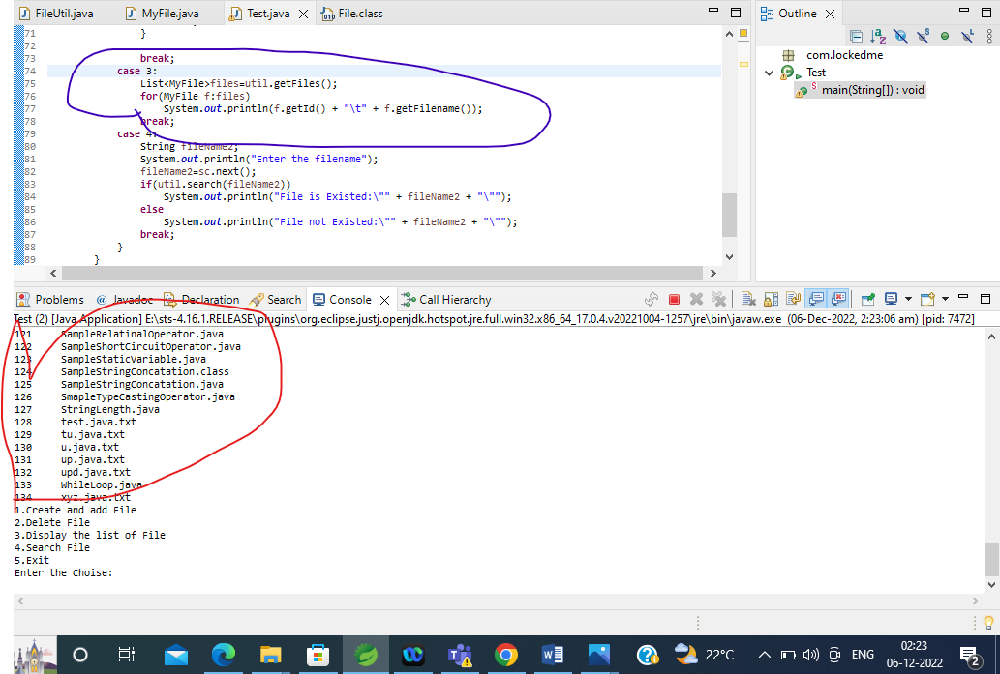 FileUtil.java MyFile.java Test.java File.class
Outline
71 }
72
73 break;
74 case 3:
75 List<MyFile>files=util.getFiles();
76 for(MyFile f:files)
77 System.out.println(f.getId() + "\t" + f.getFilename());
78 break;
79 case 4:
80 String fileName2;
81 System.out.println("Enter the filename");
82 fileName2=sc.next();
83 if(util.search(fileName2))
84 System.out.println("File is Existed:\"" + fileName2 + "\"");
85 else
86 System.out.println("File not Existed:\"" + fileName2 + "\"");
87 break;
88 }
89 }
com.lockedme
Test
main(String[]) : void
Problems Javadoc Declaration Search Console Call Hierarchy
Test (2) [Java Application] E:\sts-4.16.1.RELEASE\plugins\org.eclipse.justj.openjdk.hotspot.jre.full.win32.x86_64_17.0.4.v20221004-1257\jre\bin\javaw.exe (06-Dec-2022, 2:23:06 am) [pid: 7472]
121 SampleRelatinalOperator.java
122 SampleShortCircuitOperator.java
123 SampleStaticVariable.java
124 SampleStringConcatation.class
125 SampleStringConcatation.java
126 SmapleTypeCastingOperator.java
127 StringLength.java
128 test.java.txt
129 tu.java.txt
130 u.java.txt
131 up.java.txt
132 upd.java.txt
133 WhileLoop.java
134 xyz.java.txt
1.Create and add File
2.Delete File
3.Display the list of File
4.Search File
5.Exit
Enter the Choise:
22°C
ENG
02:23
06-12-2022
2